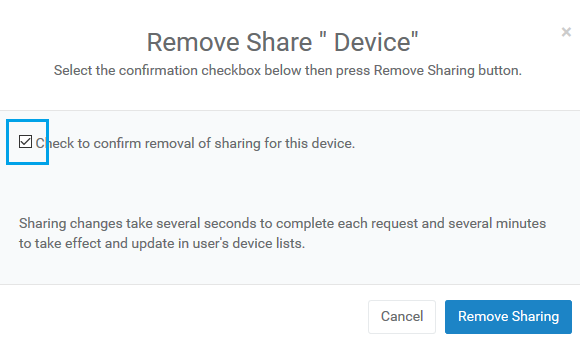 Remove Share " Device"
×
Select the confirmation checkbox below then press Remove Sharing button.
Check to confirm removal of sharing for this device.
Sharing changes take several seconds to complete each request and several minutes
to take effect and update in user's device lists.
Cancel
Remove Sharing